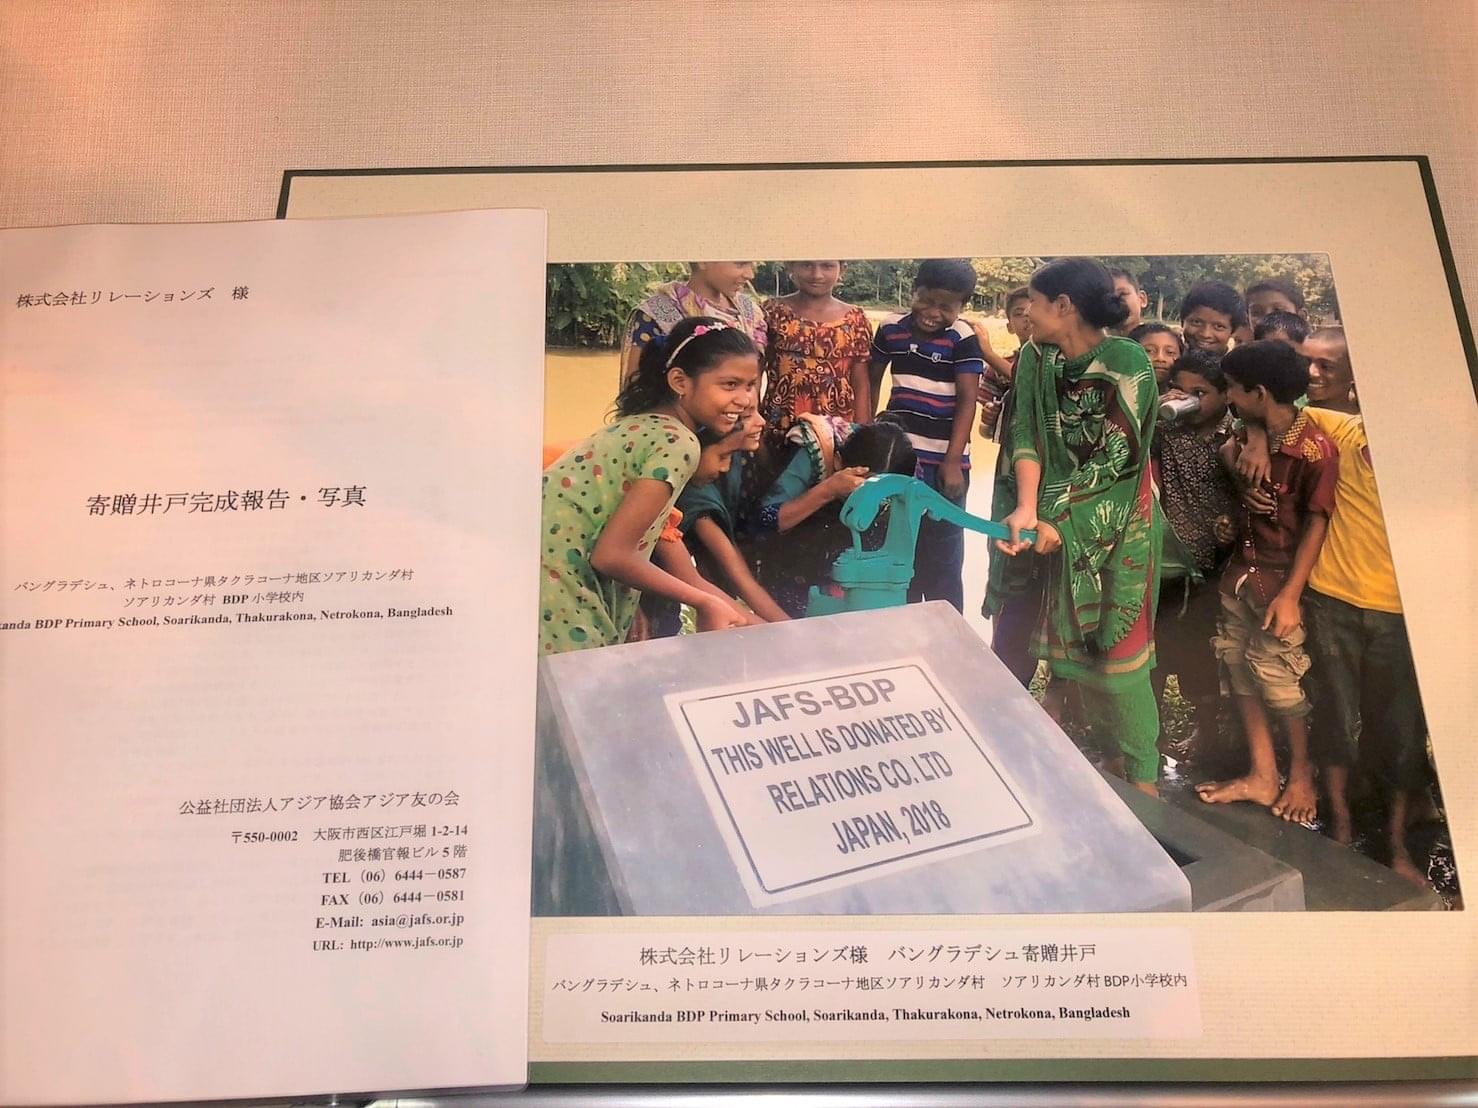 株式会社リレーションズ 様
寄贈井戸完成報告・写真
バングラデシュ、ネトロコーナ県タクラコーナ地区ソアリカンダ村
ソアリカンダ村 BDP 小学校内
BDP Primary School, Soarikanda, Thakurakona, Netrokona, Bangladesh
公益社団法人アジア協会アジア友の会
〒550-0002 大阪市西区江戸堀 1-2-14
肥後橋官報ビル 5 階
TEL (06) 6444-0587
FAX (06) 6444-0581
E-Mail: asia@jafs.or.jp
URL: http://www.jafs.or.jp
JAFS-BDP
THIS WELL IS DONATED BY
RELATIONS CO. LTD
JAPAN, 2018
株式会社リレーションズ様 バングラデシュ寄贈井戸
バングラデシュ、ネトロコーナ県タクラコーナ地区ソアリカンダ村 ソアリカンダ村 BDP小学校内
Soarikanda BDP Primary School, Soarikanda, Thakurakona, Netrokona, Bangladesh